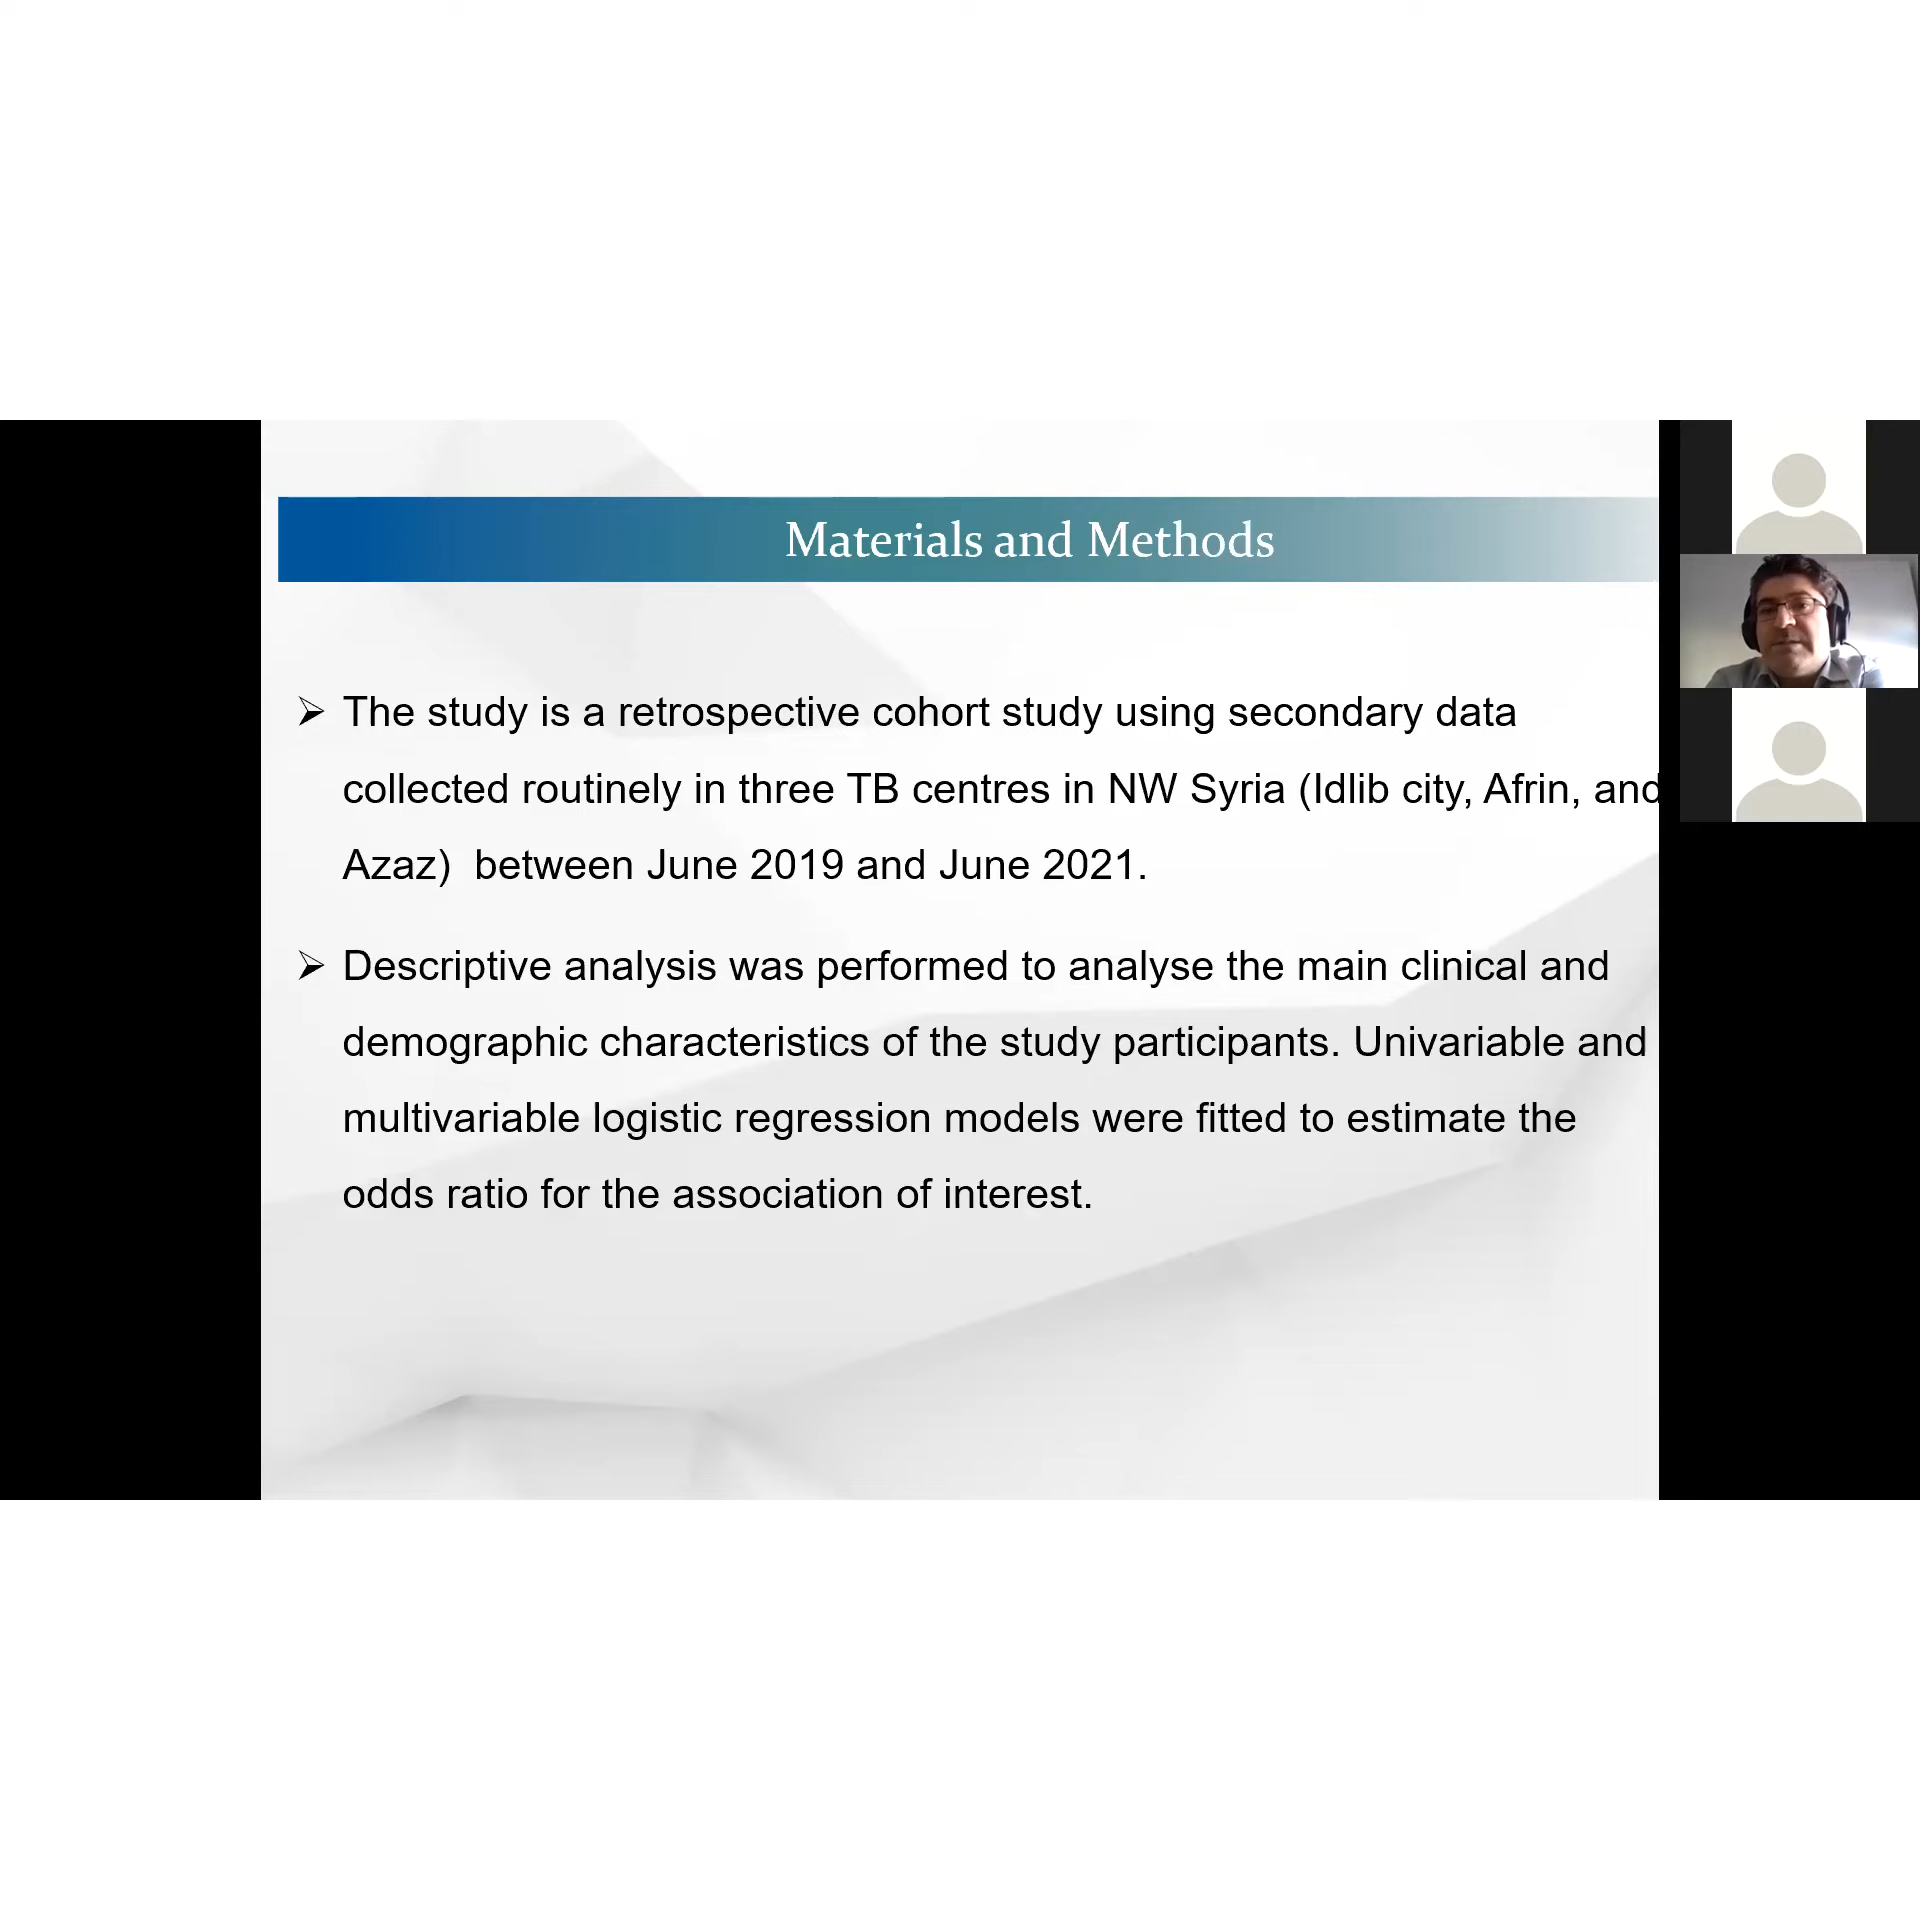 Materials and Methods
➢ The study is a retrospective cohort study using secondary data
collected routinely in three TB centres in NW Syria (Idlib city, Afrin, and
Azaz)  between June 2019 and June 2021.
➢ Descriptive analysis was performed to analyse the main clinical and
demographic characteristics of the study participants. Univariable and
multivariable logistic regression models were fitted to estimate the
odds ratio for the association of interest.